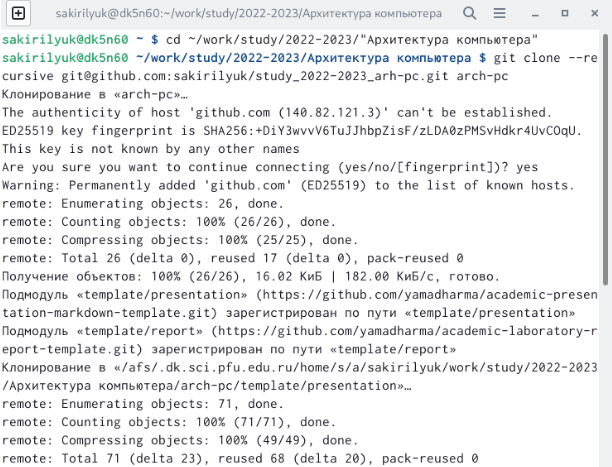 sakirilyuk@dk5n60:~/work/study/2022-2023/Архитектура компьютера
sakirilyuk@dk5n60 ~ $ cd ~/work/study/2022-2023/"Архитектура компьютера"
sakirilyuk@dk5n60 ~/work/study/2022-2023/Архитектура компьютера $ git clone --re
cursive git@github.com:sakirilyuk/study_2022-2023_arh-pc.git arch-pc
Клонирование в «arch-pc»…
The authenticity of host 'github.com (140.82.121.3)' can't be established.
ED25519 key fingerprint is SHA256:+DiY3wvvV6TuJJhbpZisF/zLDA0zPMSvHdkr4UvCOqU.
This key is not known by any other names
Are you sure you want to continue connecting (yes/no/[fingerprint])? yes
Warning: Permanently added 'github.com' (ED25519) to the list of known hosts.
remote: Enumerating objects: 26, done.
remote: Counting objects: 100% (26/26), done.
remote: Compressing objects: 100% (25/25), done.
remote: Total 26 (delta 0), reused 17 (delta 0), pack-reused 0
Получение объектов: 100% (26/26), 16.02 КиБ | 182.00 КиБ/с, готово.
Подмодуль «template/presentation» (https://github.com/yamadharma/academic-presen
tation-markdown-template.git) зарегистрирован по пути «template/presentation»
Подмодуль «template/report» (https://github.com/yamadharma/academic-laboratory-r
eport-template.git) зарегистрирован по пути «template/report»
Клонирование в «/afs/.dk.sci.pfu.edu.ru/home/s/a/sakirilyuk/work/study/2022-2023
/Архитектура компьютера/arch-pc/template/presentation»…
remote: Enumerating objects: 71, done.
remote: Counting objects: 100% (71/71), done.
remote: Compressing objects: 100% (49/49), done.
remote: Total 71 (delta 23), reused 68 (delta 20), pack-reused 0